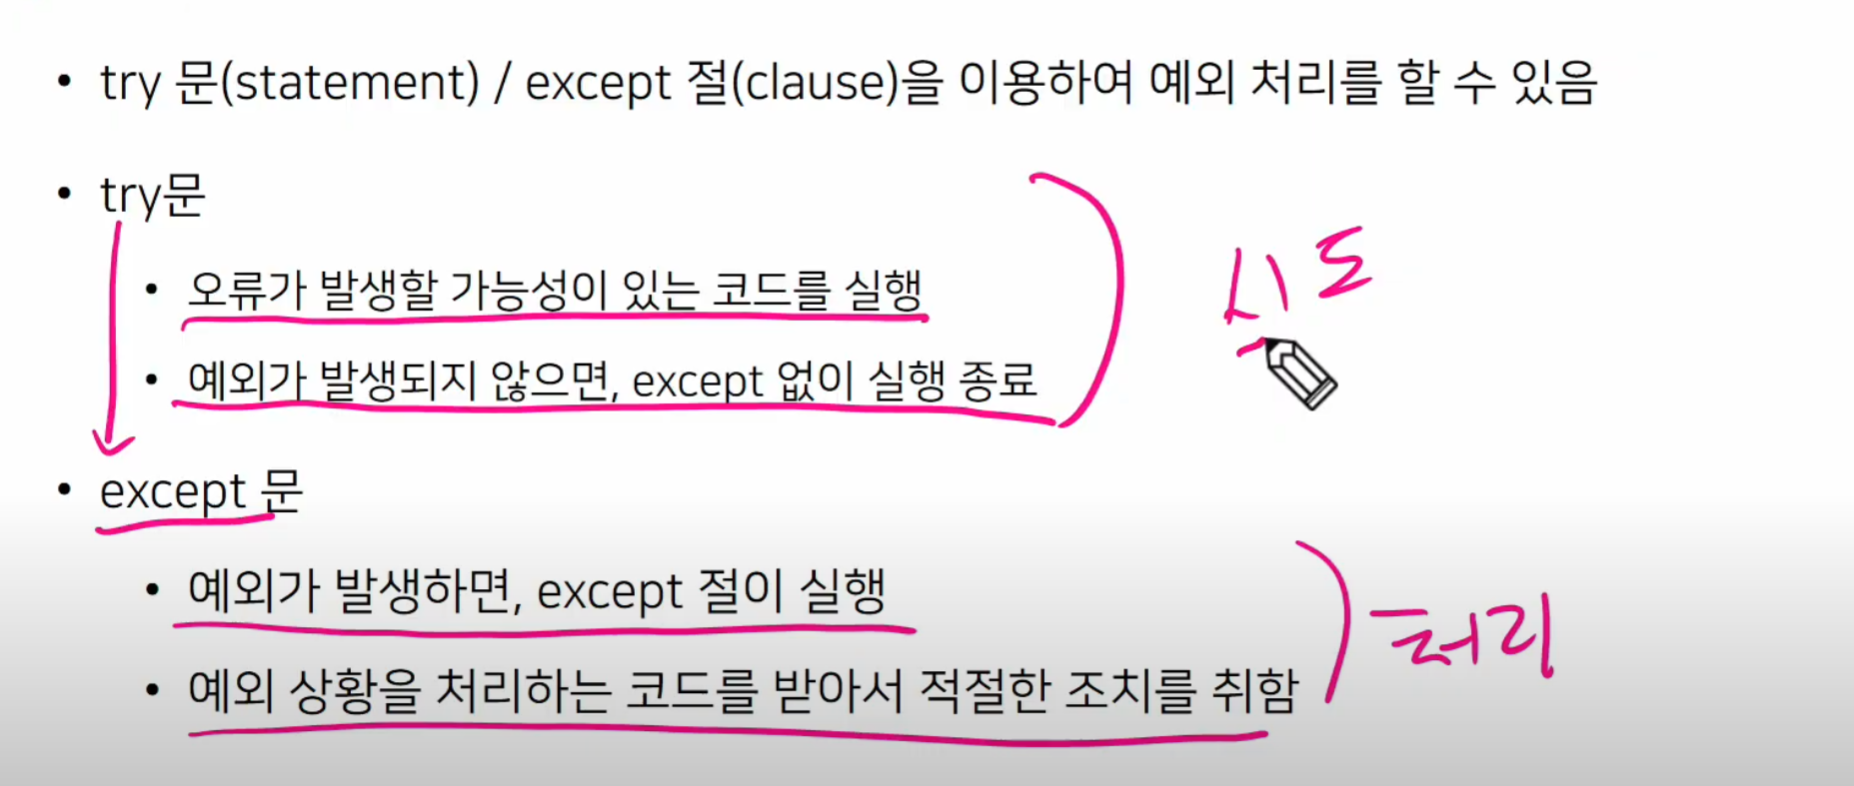 • try 문(statement) / except 절(clause)을 이용하여 예외 처리를 할 수 있음
• try문
• 오류가 발생할 가능성이 있는 코드를 실행
• 예외가 발생되지 않으면, except 없이 실행 종료
시도
• except 문
• 예외가 발생하면, except 절이 실행
• 예외 상황을 처리하는 코드를 받아서 적절한 조치를 취함
처리